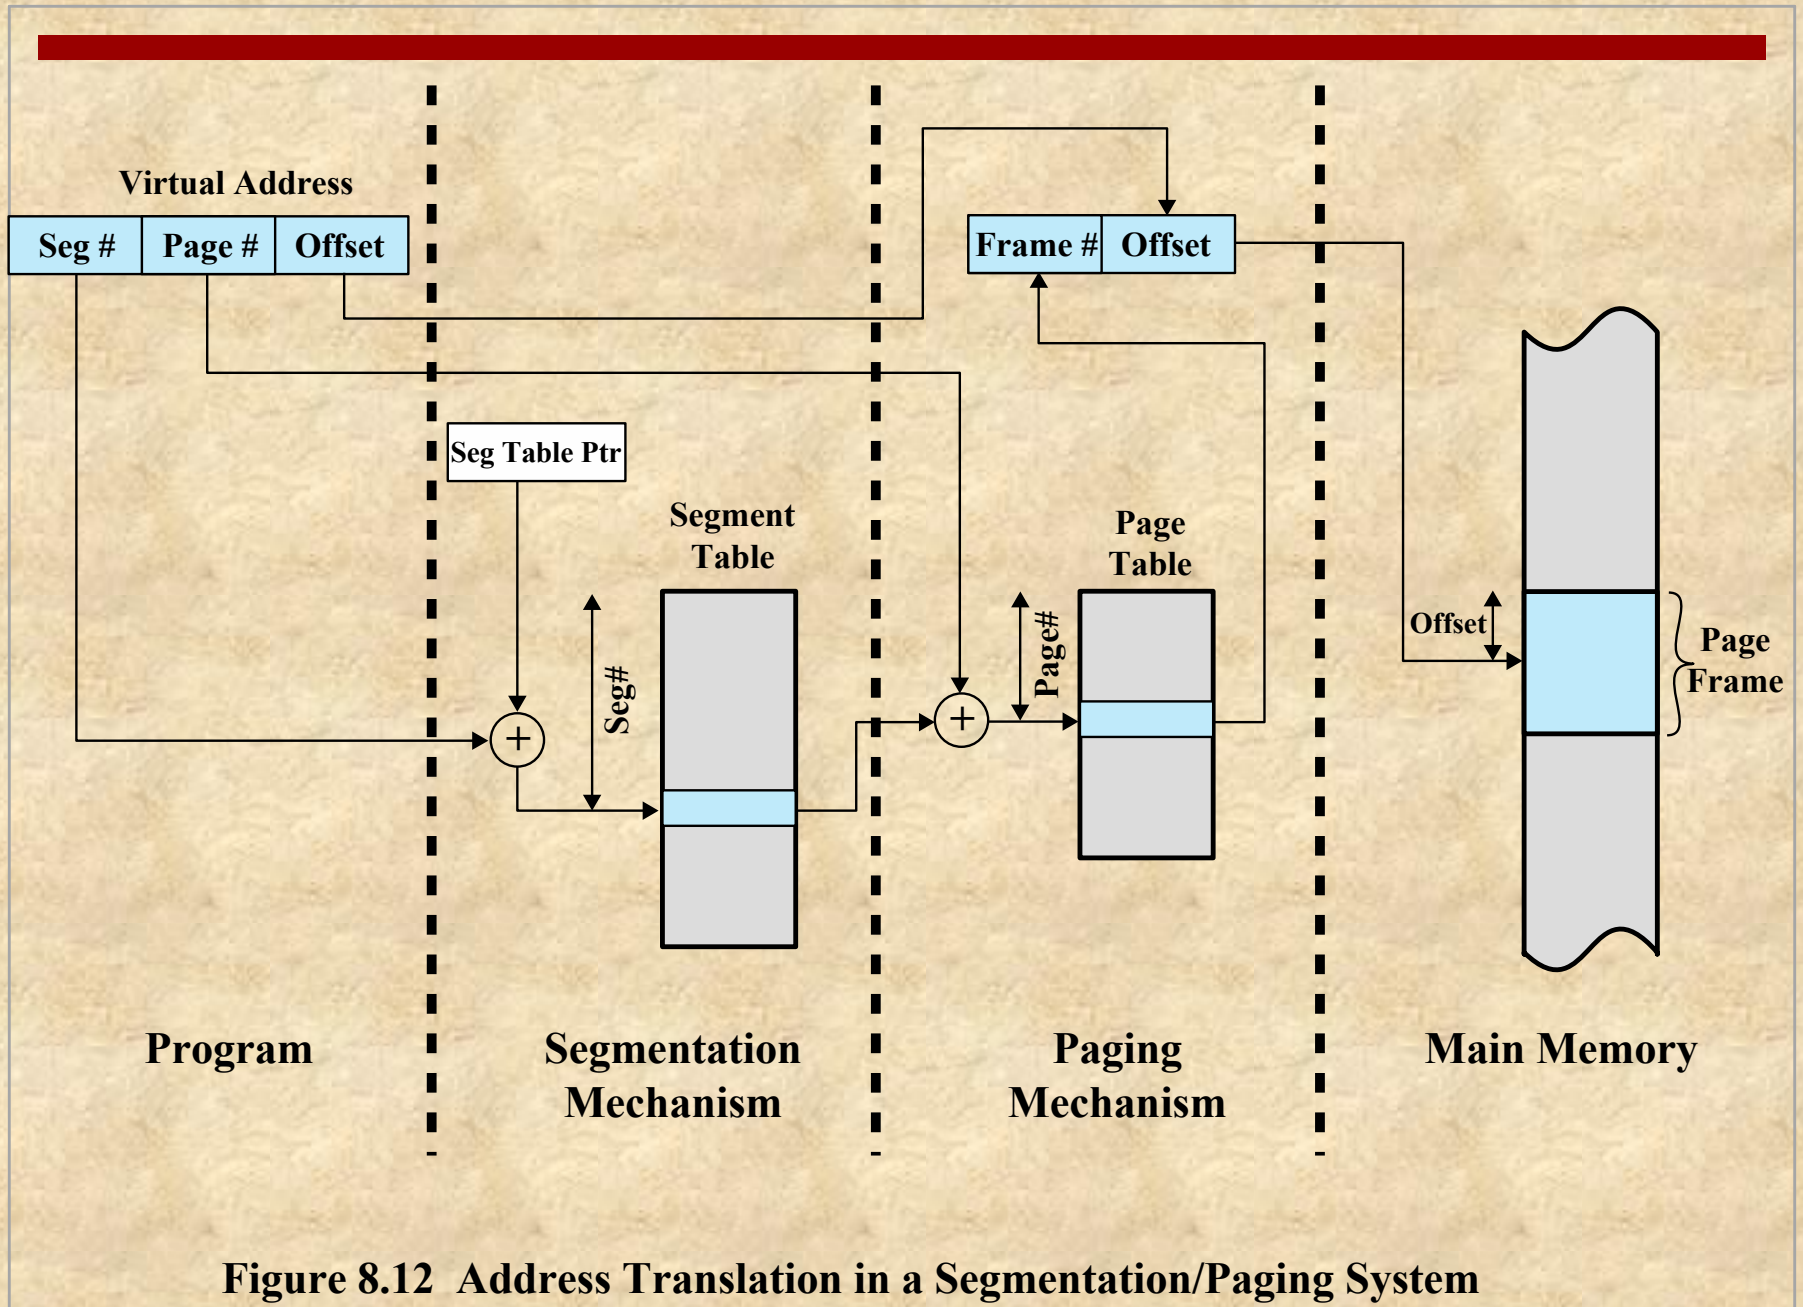 Virtual Address
Seg #
Page #
Offset
Frame #
Offset
Seg Table Ptr
Segment
Table
Seg#
+
Page
Table
Page#
+
Offset
Page
Frame
Program
Segmentation
Mechanism
Paging
Mechanism
Main Memory
Figure 8.12 Address Translation in a Segmentation/Paging System